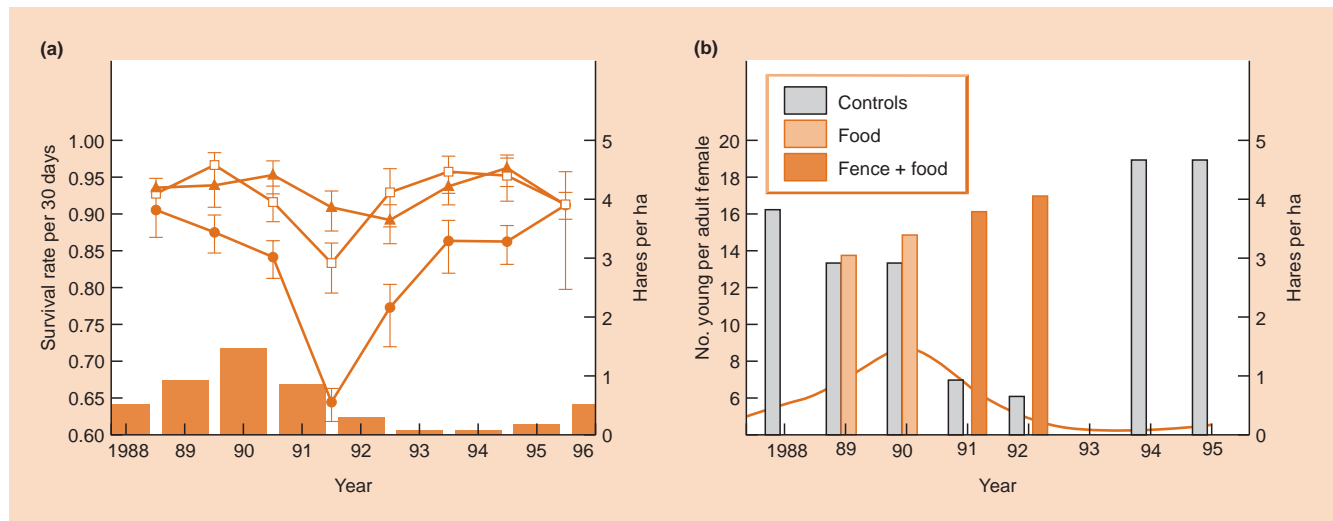 (a)
Survival rate per 30 days
1.00
0.95
0.90
0.85
0.80
0.75
0.70
0.65
0.60
5
4
3
2
1
0
Hares per ha
1988 89 90 91 92 93 94 95 96
Year
(b)
Controls
Food
Fence + food
No. young per adult female
20
18
16
14
12
10
8
6
5
4
3
2
1
0
Hares per ha
1988 89 90 91 92 93 94 95
Year